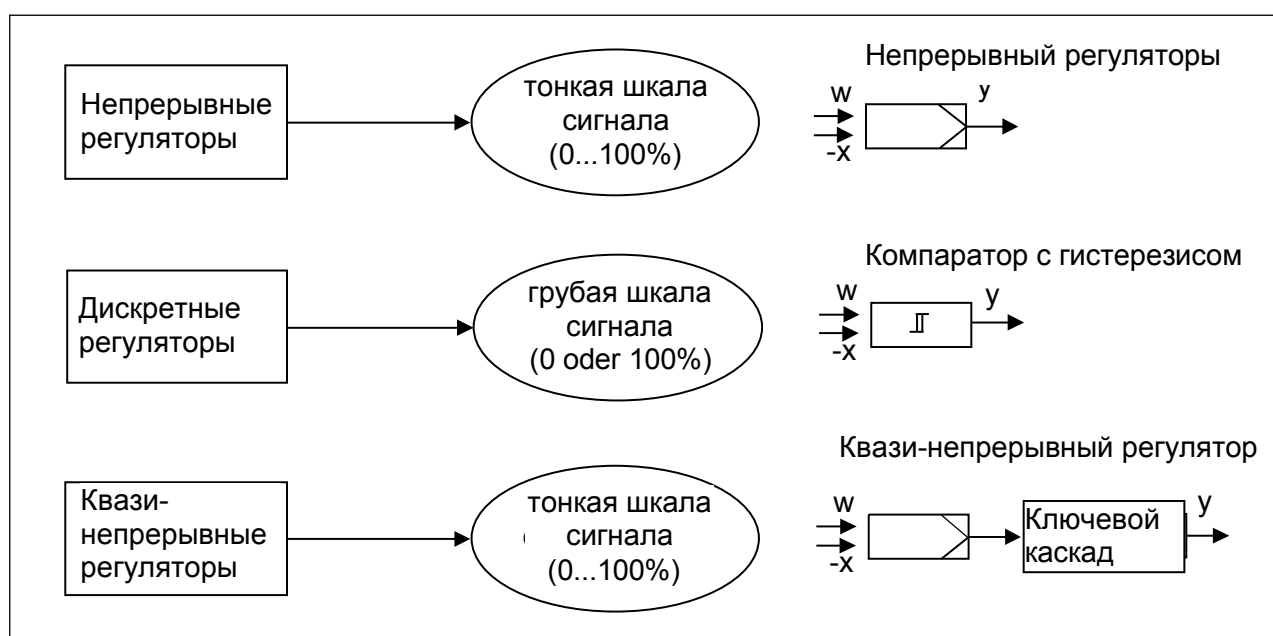 Непрерывные
регуляторы
тонкая шкала
сигнала
(0...100%)
Непрерывный регуляторы
w
y
-x
Дискретные
регуляторы
грубая шкала
сигнала
(0 oder 100%)
Компаратор с гистерезисом
w
y
-x
Квази-
непрерывные
регуляторы
тонкая шкала
сигнала
(0...100%)
Квази-непрерывный регулятор
w
-x
Ключевой
каскад
y